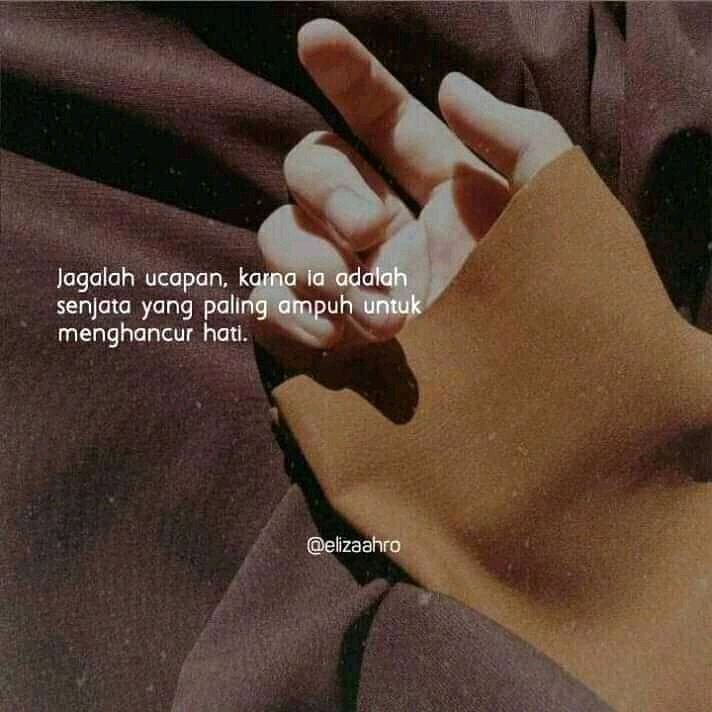 Jagalah ucapan, karna ia adalah
senjata yang paling ampuh untuk
menghancur hati.
@elizaahro